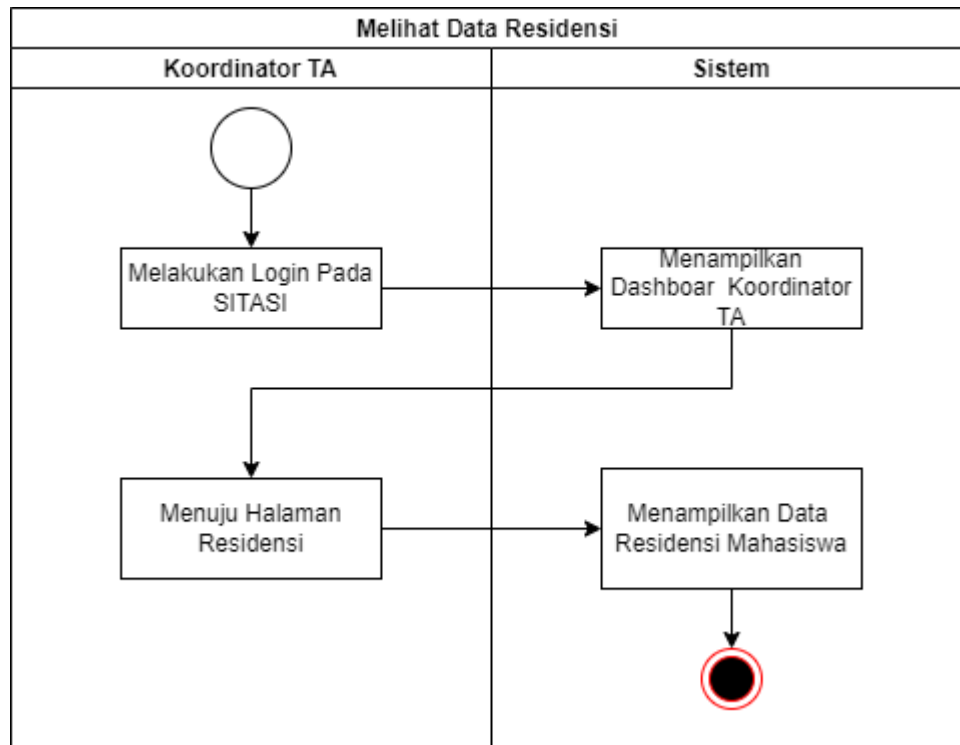 Melihat Data Residensi
Koordinator TA
Sistem
Melakukan Login Pada
SITASI
Menampilkan
Dashboar Koordinator
TA
Menuju Halaman
Residensi
Menampilkan Data
Residensi Mahasiswa